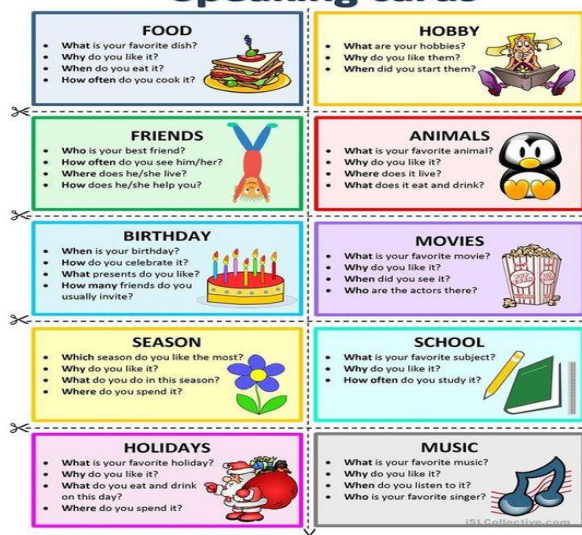 Speaking cards
FOOD
What is your favorite dish?
Why do you like it?
When do you eat it?
How often do you cook it?
HOBBY
What are your hobbies?
Why do you like them?
When did you start them?
FRIENDS
Who is your best friend?
How often do you see him/her?
Where does he/she live?
How does he/she help you?
ANIMALS
What is your favorite animal?
Why do you like it?
Where does it live?
What does it eat and drink?
BIRTHDAY
When is your birthday?
How do you celebrate it?
What presents do you like?
How many friends do you
usually invite?
MOVIES
What is your favorite movie?
Why do you like it?
When did you see it?
Who are the actors there?
SEASON
Which season do you like the most?
Why do you like it?
What do you do in this season?
Where do you spend it?
SCHOOL
What is your favorite subject?
Why do you like it?
How often do you study it?
HOLIDAYS
What is your favorite holiday?
Why do you like it?
What do you eat and drink
on this day?
Where do you spend it?
MUSIC
What is your favorite music?
Why do you like it?
When do you listen to it?
Who is your favorite singer?
iSLCollective.com